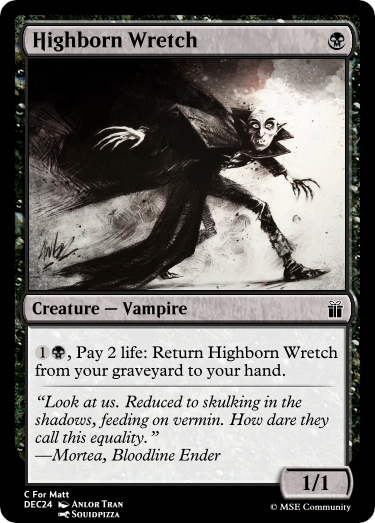 Highborn Wretch
Creature — Vampire
1, Pay 2 life: Return Highborn Wretch
from your graveyard to your hand.
“Look at us. Reduced to skulking in the
shadows, feeding on vermin. How dare they
call this equality.”
—Mortea, Bloodline Ender
1/1
C For Matt
DEC24 Anlor Tran
Squidpizza
© MSE Community